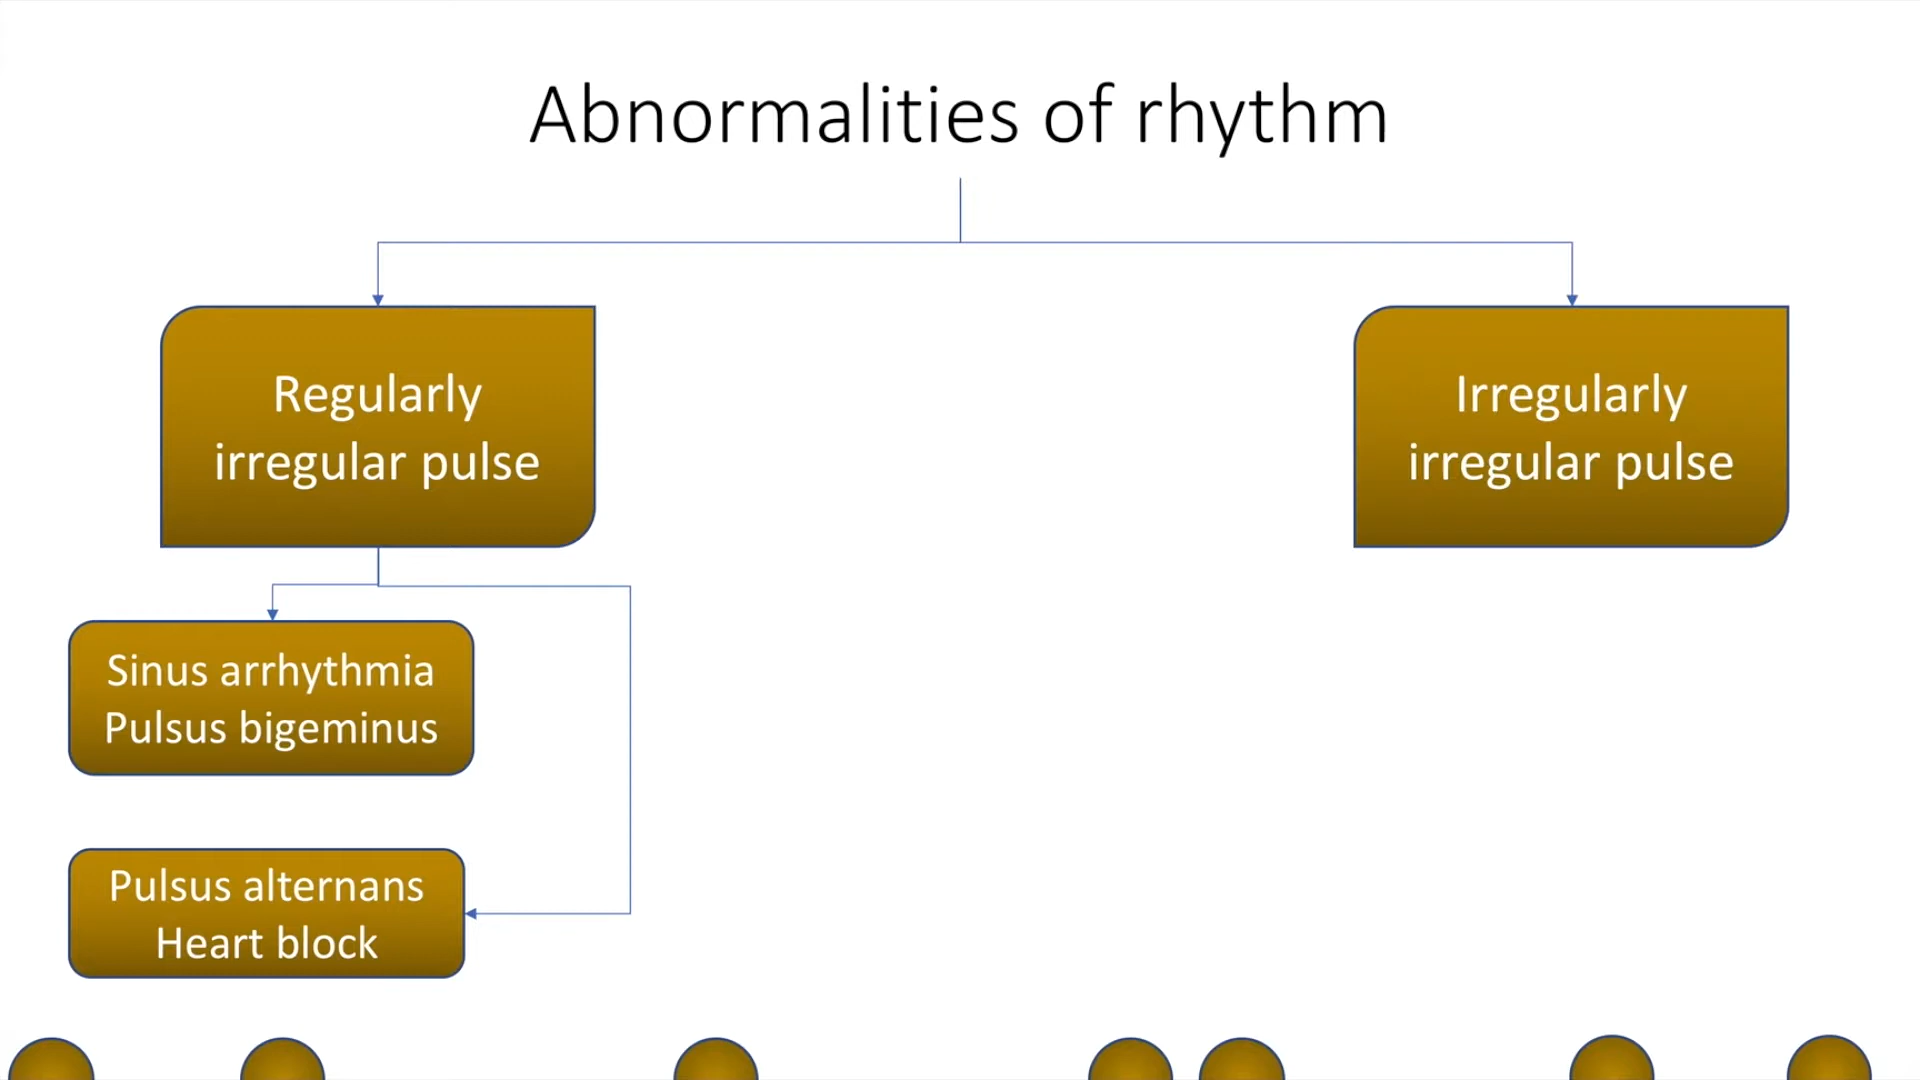 Abnormalities of rhythm
Regularly
irregular pulse
Irregularly
irregular pulse
Sinus arrhythmia
Pulsus bigeminus
Pulsus alternans
Heart block